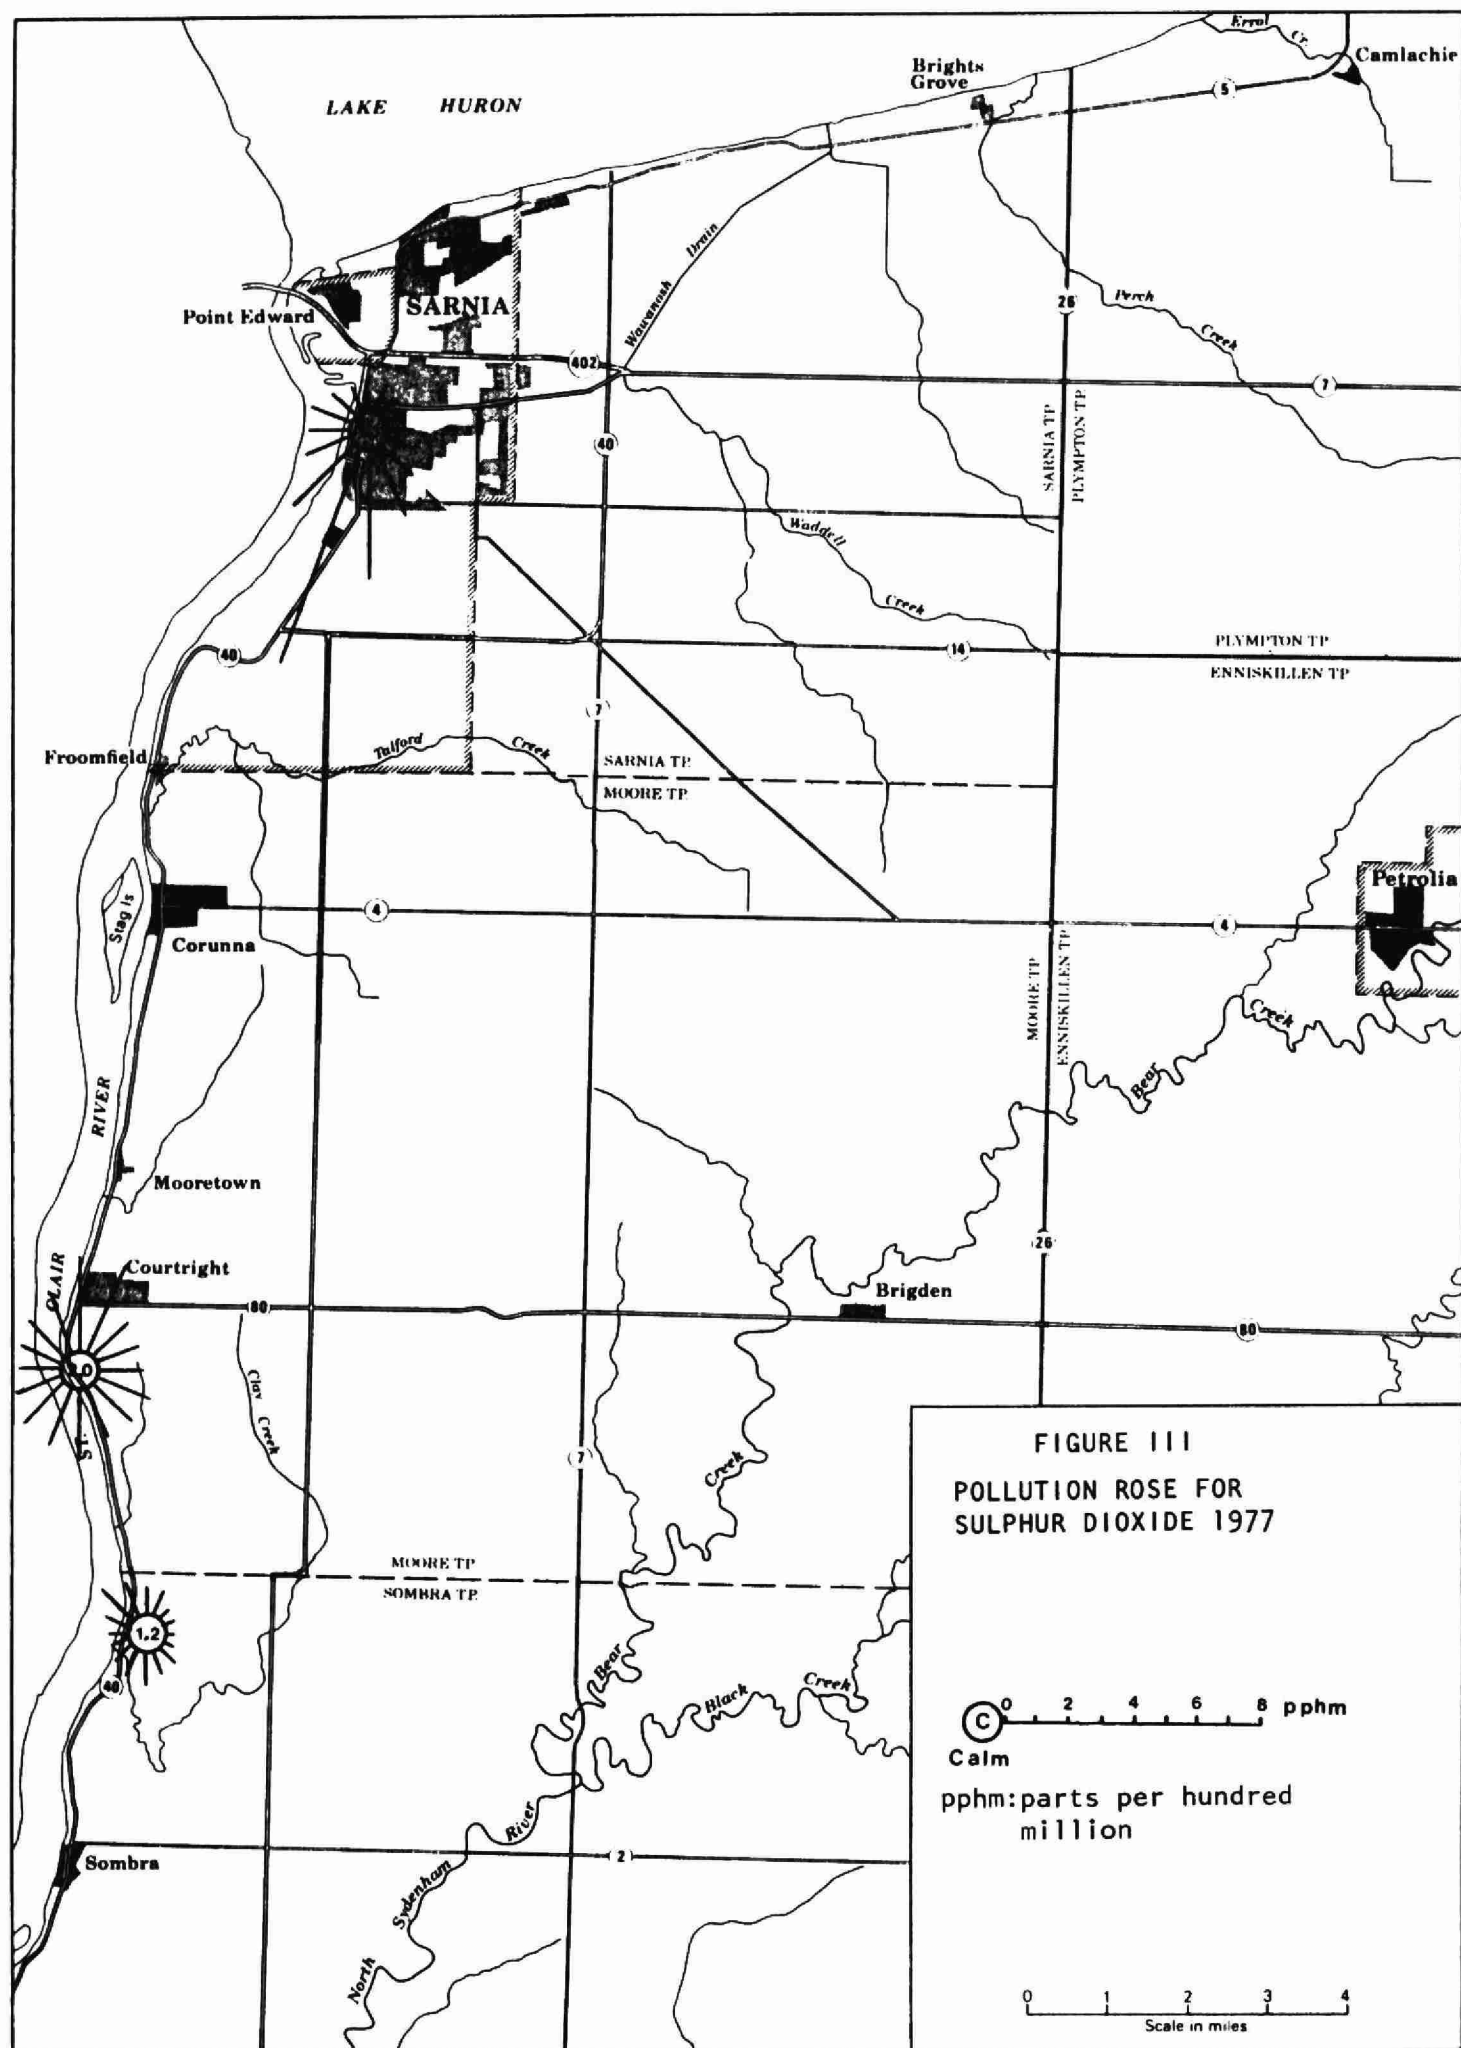 Errol Cr.
Camlachie
Brights
Grove
5
LAKE HURON
Wawanosh Drain
SARNIA
Point Edward
26
Perch Creek
402
7
40
SARNIA TP.
PLYMPTON TP.
Waddell Creek
40
14
PLYMPTON TP.
ENNISKILLEN TP.
7
Froomfield
Talford Creek
SARNIA TP.
MOORE TP.
Petrolia
Stag Is
4
4
Corunna
MOORE TP.
ENNISKILLEN TP.
Bear Creek
RIVER
Mooretown
26
CLAIR
Courtright
Brigden
80
80
Clay Creek
ST.
7
Creek
MOORE TP.
SOMBRA TP.
1.2
40
Bear
Black Creek
Sombra
2
North Sydenham River
FIGURE III
POLLUTION ROSE FOR
SULPHUR DIOXIDE 1977
C 0 2 4 6 8 pphm
Calm
pphm:parts per hundred
million
0 1 2 3 4
Scale in miles